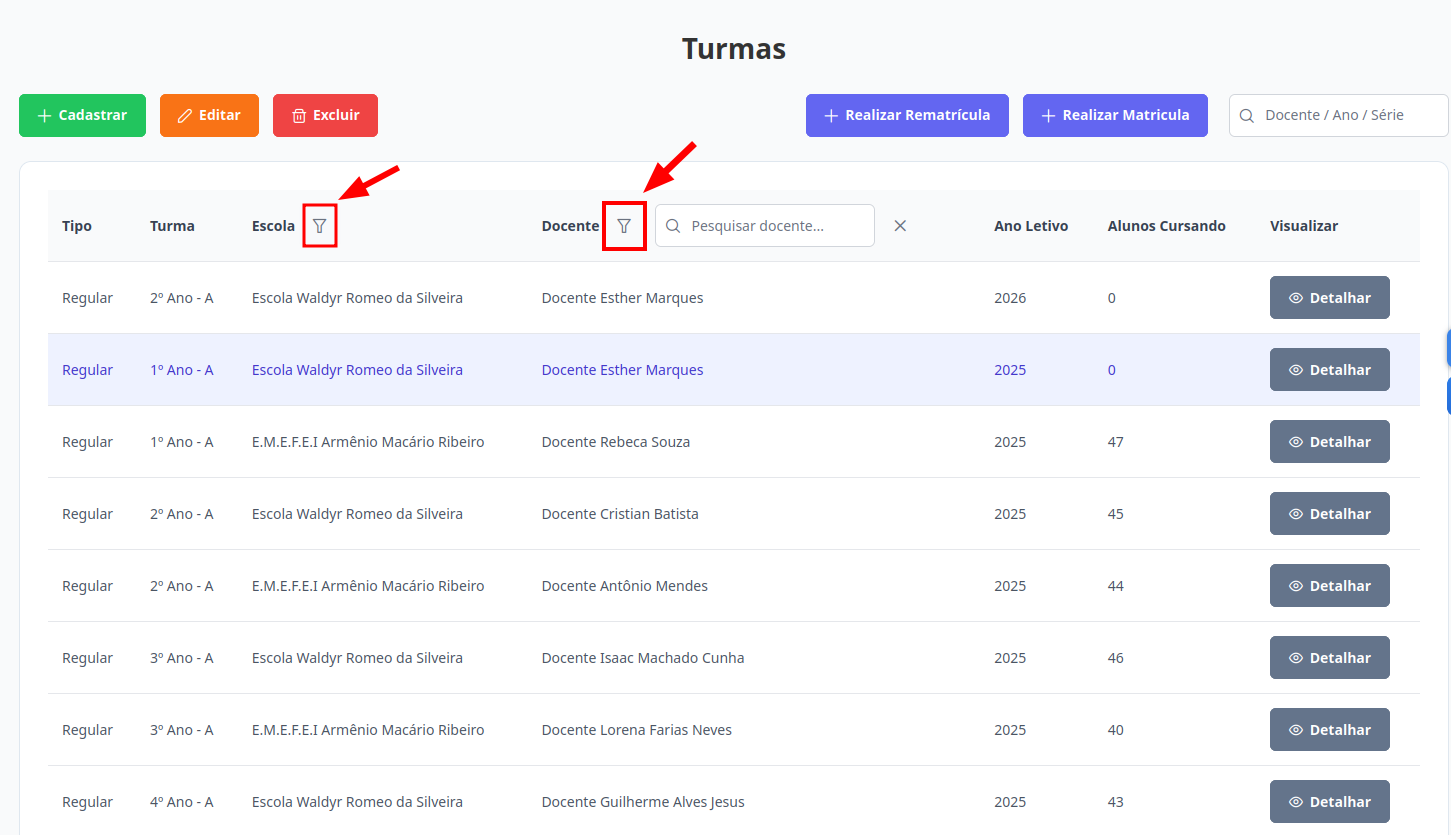 Turmas
Cadastrar Editar Excluir Realizar Rematrícula Realizar Matricula Docente / Ano / Série
Tipo Turma Escola Docente Pesquisar docente... Ano Letivo Alunos Cursando Visualizar
Regular 2º Ano - A Escola Waldyr Romeo da Silveira Docente Esther Marques 2026 0 Detalhar
Regular 1º Ano - A Escola Waldyr Romeo da Silveira Docente Esther Marques 2025 0 Detalhar
Regular 1º Ano - A E.M.E.F.E.I Armênio Macário Ribeiro Docente Rebeca Souza 2025 47 Detalhar
Regular 2º Ano - A Escola Waldyr Romeo da Silveira Docente Cristian Batista 2025 45 Detalhar
Regular 2º Ano - A E.M.E.F.E.I Armênio Macário Ribeiro Docente Antônio Mendes 2025 44 Detalhar
Regular 3º Ano - A Escola Waldyr Romeo da Silveira Docente Isaac Machado Cunha 2025 46 Detalhar
Regular 3º Ano - A E.M.E.F.E.I Armênio Macário Ribeiro Docente Lorena Farias Neves 2025 40 Detalhar
Regular 4º Ano - A Escola Waldyr Romeo da Silveira Docente Guilherme Alves Jesus 2025 43 Detalhar